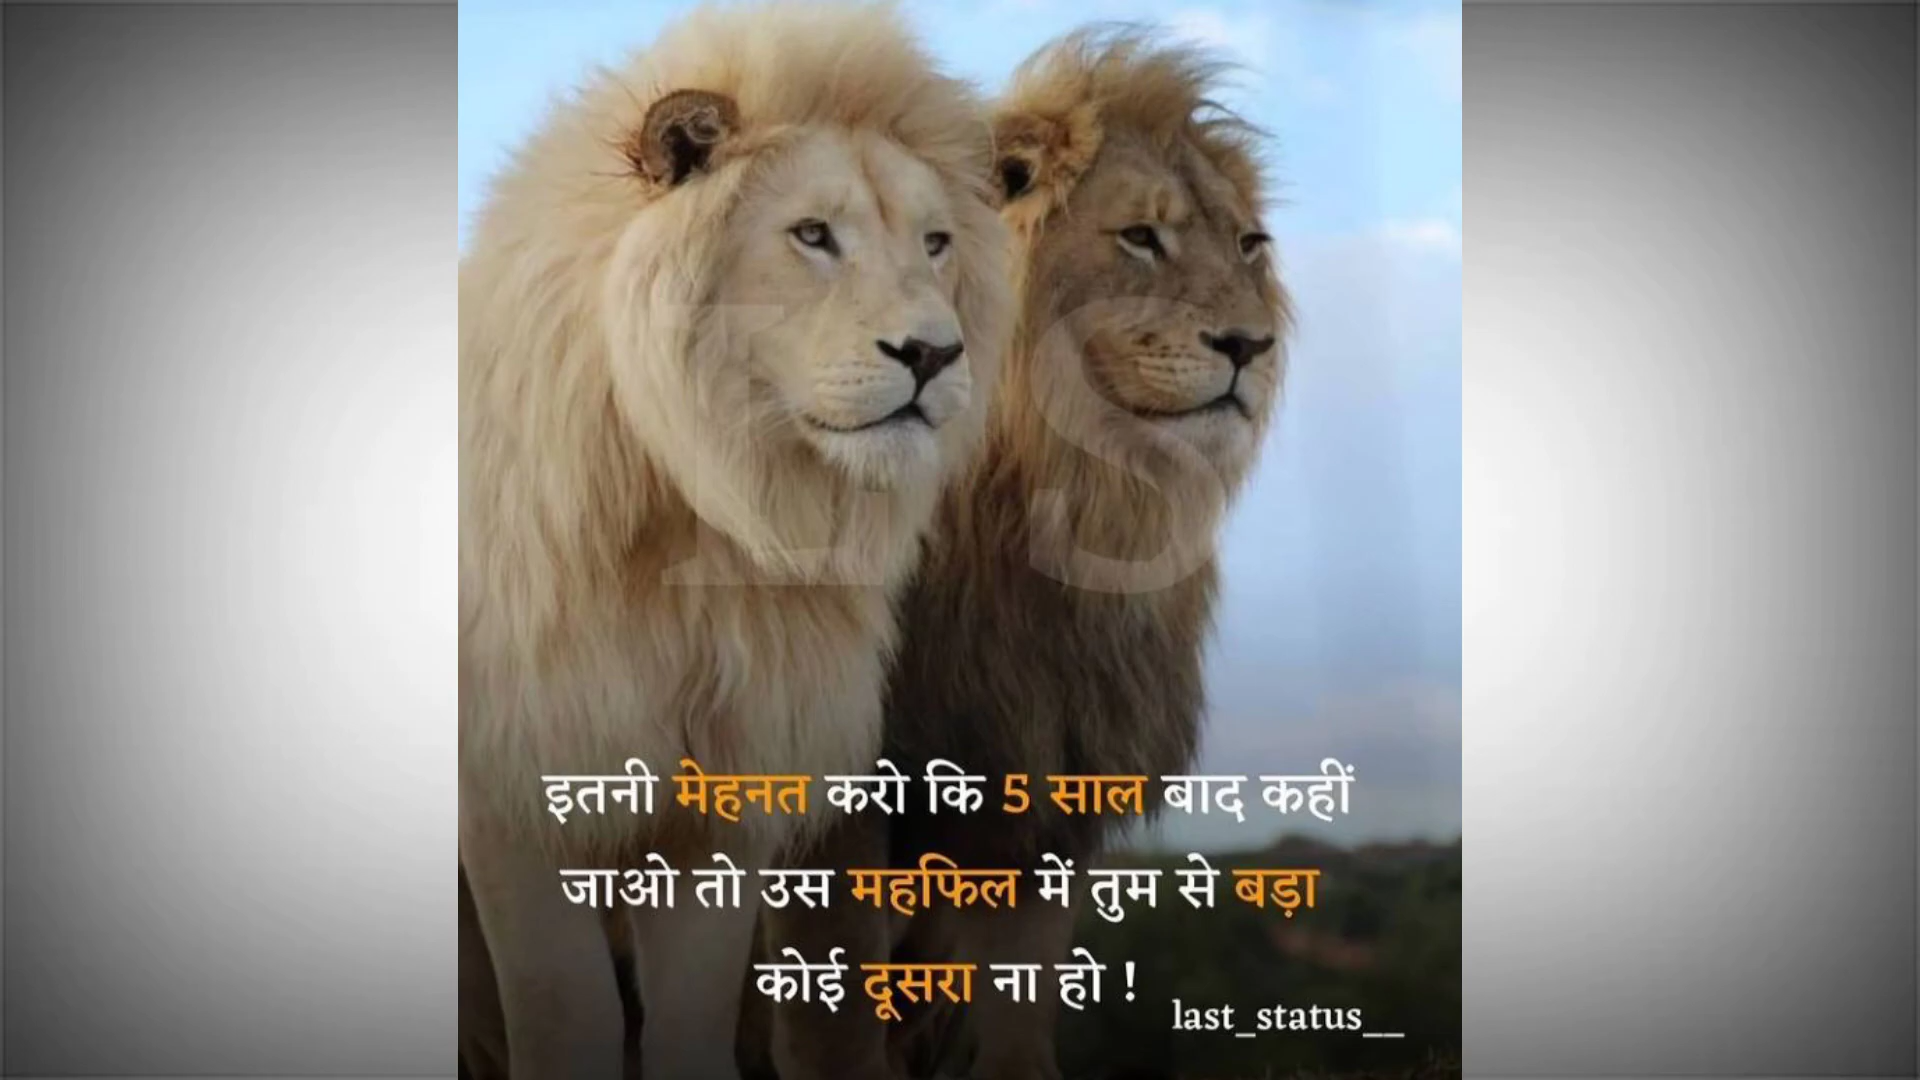 L S
इतनी मेहनत करो कि 5 साल बाद कहीं
जाओ तो उस महफिल में तुम से बड़ा
कोई दूसरा ना हो !
last_status__